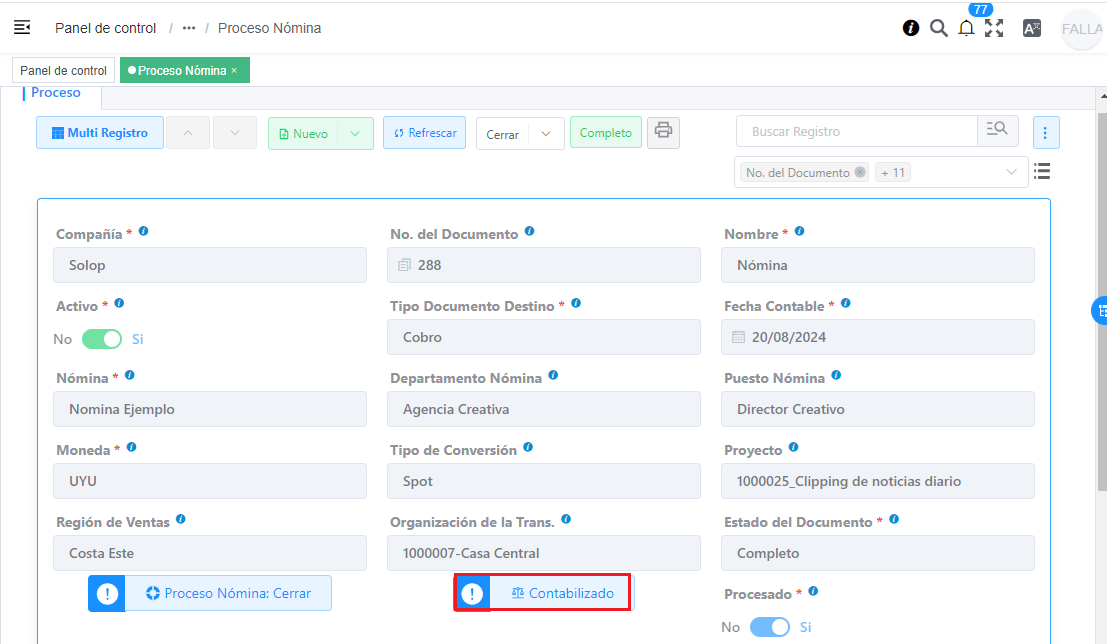 77
Panel de control / ••• / Proceso Nómina
FALLA
Panel de control
Proceso Nómina ×
Proceso
Multi Registro
Nuevo
Refrescar
Cerrar
Completo
Buscar Registro
No. del Documento
+ 11
Compañía *
No. del Documento
Nombre *
Solop
288
Nómina
Activo *
Tipo Documento Destino *
Fecha Contable *
No
Si
Cobro
20/08/2024
Nómina *
Departamento Nómina
Puesto Nómina
Nomina Ejemplo
Agencia Creativa
Director Creativo
Moneda *
Tipo de Conversión
Proyecto
UYU
Spot
1000025_Clipping de noticias diario
Región de Ventas
Organización de la Trans.
Estado del Documento *
Costa Este
1000007-Casa Central
Completo
Proceso Nómina: Cerrar
Contabilizado
Procesado *
No
Si